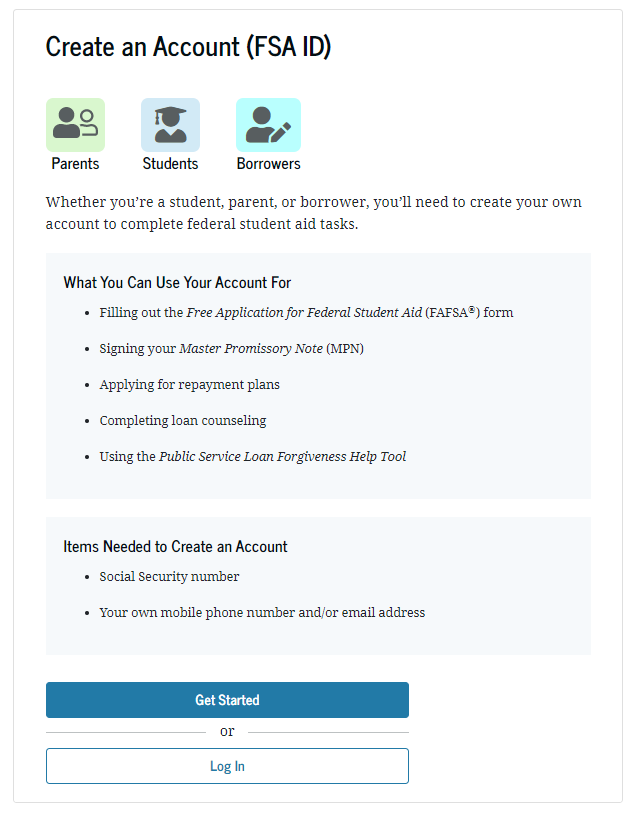 Create an Account (FSA ID)
Parents
Students
Borrowers
Whether you’re a student, parent, or borrower, you’ll need to create your own
account to complete federal student aid tasks.
What You Can Use Your Account For
• Filling out the Free Application for Federal Student Aid (FAFSA®) form
• Signing your Master Promissory Note (MPN)
• Applying for repayment plans
• Completing loan counseling
• Using the Public Service Loan Forgiveness Help Tool
Items Needed to Create an Account
• Social Security number
• Your own mobile phone number and/or email address
Get Started
or
Log In